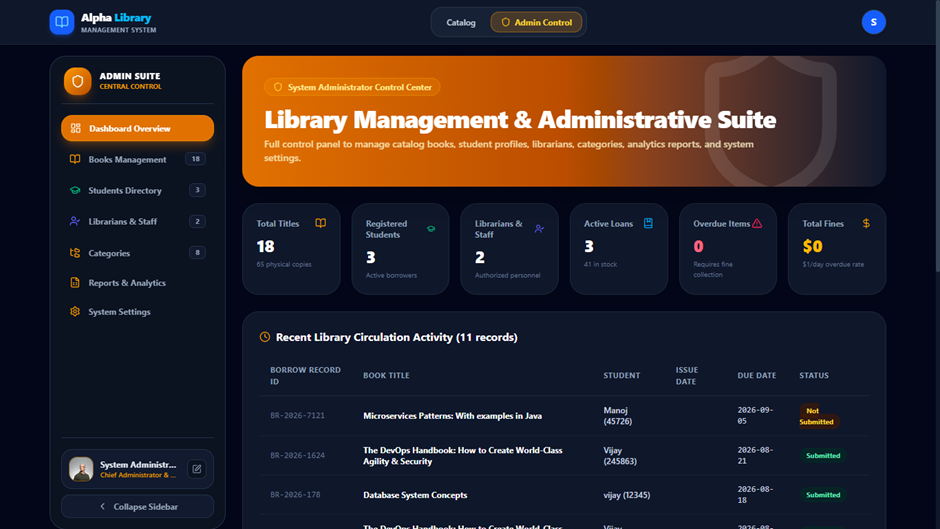 Alpha Library
MANAGEMENT SYSTEM
Catalog
Admin Control
S
ADMIN SUITE
CENTRAL CONTROL
Dashboard Overview
Books Management 18
Students Directory 3
Librarians & Staff 2
Categories 8
Reports & Analytics
System Settings
System Administr...
Chief Administrator & ...
Collapse Sidebar
System Administrator Control Center
Library Management & Administrative Suite
Full control panel to manage catalog books, student profiles, librarians, categories, analytics reports, and system
settings.
Total Titles
18
65 physical copies
Registered
Students
3
Active borrowers
Librarians &
Staff
2
Authorized personnel
Active Loans
3
41 in stock
Overdue Items
0
Requires fine
collection
Total Fines
$0
$1/day overdue rate
Recent Library Circulation Activity (11 records)
BORROW RECORD
ID
BOOK TITLE
STUDENT
ISSUE
DATE
DUE DATE
STATUS
BR-2026-7121
Microservices Patterns: With examples in Java
Manoj
(45726)
2026-09-
05
Not
Submitted
BR-2026-1624
The DevOps Handbook: How to Create World-Class
Agility & Security
Vijay
(245863)
2026-08-
21
Submitted
BR-2026-178
Database System Concepts
vijay (12345)
2026-08-
18
Submitted
The DevOps Handbook: How to Create World-Class
Vijay
2026-08-